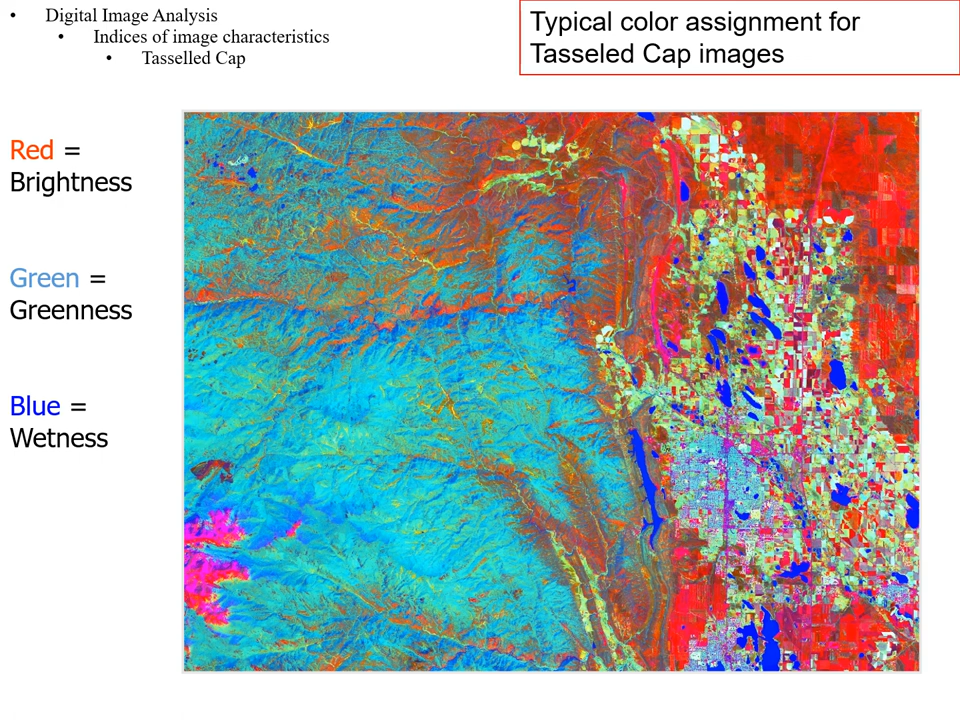 • Digital Image Analysis
• Indices of image characteristics
• Tasselled Cap
Typical color assignment for
Tasseled Cap images
Red =
Brightness
Green =
Greenness
Blue =
Wetness